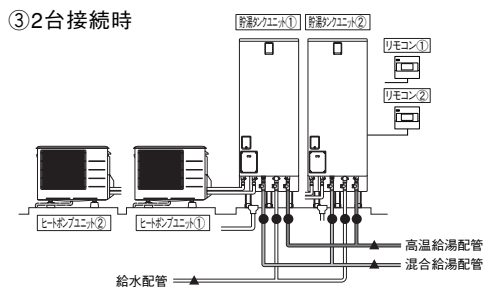 ③2台接続時
貯湯タンクユニット① 貯湯タンクユニット②
リモコン①
リモコン②
ヒートポンプユニット② ヒートポンプユニット①
高温給湯配管
混合給湯配管
給水配管